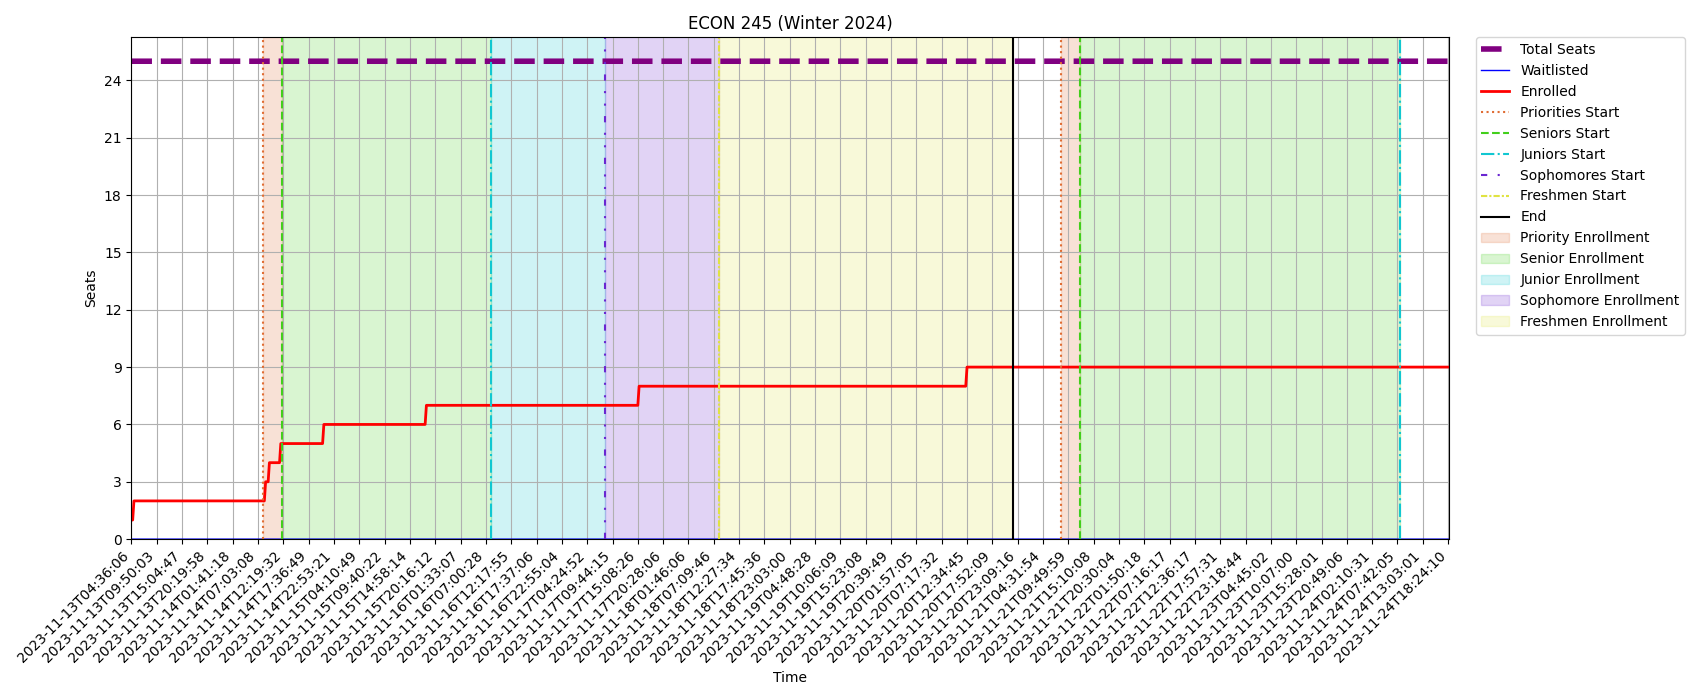 ECON 245 (Winter 2024)
Seats
24
21
18
15
12
9
6
3
0
2023-11-13T04:36:06
2023-11-13T09:50:03
2023-11-13T15:04:47
2023-11-13T20:19:58
2023-11-14T01:41:18
2023-11-14T07:03:08
2023-11-14T12:19:32
2023-11-14T17:36:49
2023-11-14T22:53:21
2023-11-15T04:10:49
2023-11-15T09:40:22
2023-11-15T14:58:14
2023-11-15T20:16:12
2023-11-16T01:33:07
2023-11-16T07:00:28
2023-11-16T12:17:55
2023-11-16T17:37:06
2023-11-16T22:55:04
2023-11-17T04:24:52
2023-11-17T09:44:15
2023-11-17T15:08:26
2023-11-17T20:28:06
2023-11-18T01:46:06
2023-11-18T07:09:46
2023-11-18T12:27:34
2023-11-18T17:45:36
2023-11-18T23:03:00
2023-11-19T04:48:28
2023-11-19T10:06:09
2023-11-19T15:23:08
2023-11-19T20:39:49
2023-11-20T01:57:05
2023-11-20T07:17:32
2023-11-20T12:34:45
2023-11-20T17:52:09
2023-11-20T23:09:16
2023-11-21T04:31:54
2023-11-21T09:49:59
2023-11-21T15:10:08
2023-11-21T20:30:04
2023-11-22T01:50:18
2023-11-22T07:16:17
2023-11-22T12:36:17
2023-11-22T17:57:31
2023-11-22T23:18:44
2023-11-23T04:45:02
2023-11-23T10:07:00
2023-11-23T15:28:01
2023-11-23T20:49:06
2023-11-24T02:10:31
2023-11-24T07:42:05
2023-11-24T13:03:01
2023-11-24T18:24:10
Time
Total Seats
Waitlisted
Enrolled
Priorities Start
Seniors Start
Juniors Start
Sophomores Start
Freshmen Start
End
Priority Enrollment
Senior Enrollment
Junior Enrollment
Sophomore Enrollment
Freshmen Enrollment